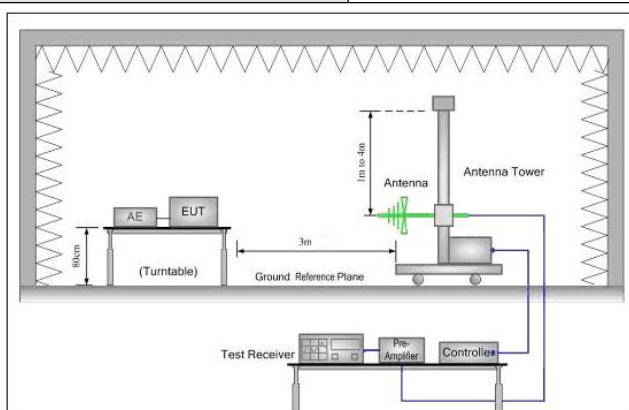 1m to 4m
Antenna
Antenna Tower
AE
EUT
80cm
(Turntable)
3m
Ground Reference Plane
Test Receiver
Pre-
Amplifier
Controller